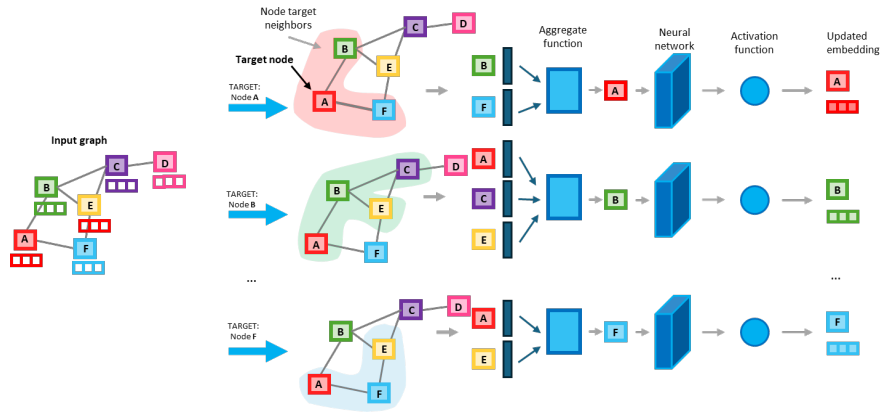 Node target
neighbors
Target node
Aggregate
function
Neural
network
Activation
function
Updated
embedding
Input graph
B
C
D
E
A
F
TARGET:
Node A
B
C
D
E
A
F
B
F
A
A
TARGET:
Node B
B
C
D
E
A
F
A
C
E
B
B
...
...
TARGET:
Node F
B
C
D
E
A
F
A
E
F
F